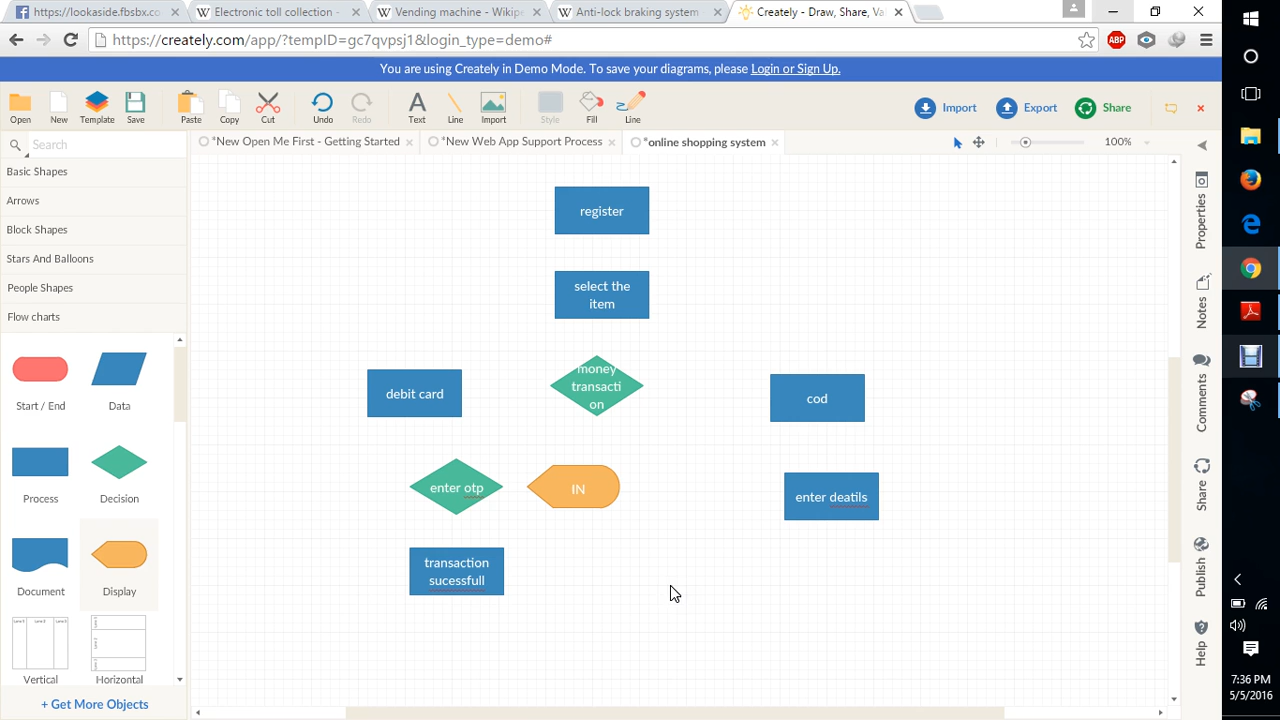 https://lookaside.fbsbx.co
Electronic toll collection -
Vending machine - Wikip
Anti-lock braking system
Creately - Draw, Share, Va
https://creately.com/app/?tempID=gc7qvpsj1&login_type=demo#
ABP
You are using Creately in Demo Mode. To save your diagrams, please Login or Sign Up.
Open
New
Template
Save
Paste
Copy
Cut
Undo
Redo
Text
Line
Import
Style
Fill
Line
Import
Export
Share
Search
*New Open Me First - Getting Started
*New Web App Support Process
*online shopping system
100%
Basic Shapes
Arrows
Block Shapes
Stars And Balloons
People Shapes
Flow charts
Start / End
Data
Process
Decision
Document
Display
Vertical
Horizontal
+ Get More Objects
register
select the
item
money
transacti
on
debit card
cod
enter otp
IN
enter deatils
transaction
sucessfull
Properties
Notes
Comments
Share
Publish
Help
7:36 PM
5/5/2016